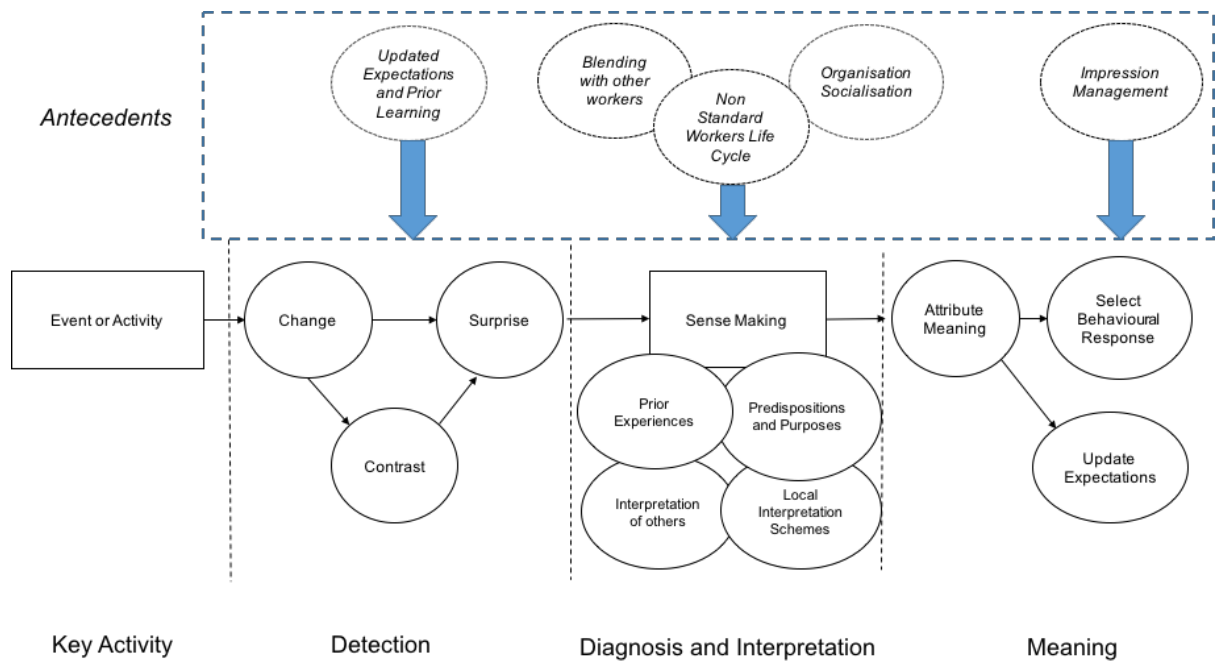 Antecedents
Updated
Expectations
and Prior
Learning
Blending
with other
workers
Non
Standard
Workers Life
Cycle
Organisation
Socialisation
Impression
Management
Event or Activity
Change
Surprise
Contrast
Sense Making
Prior
Experiences
Predispositions
and Purposes
Interpretation
of others
Local
Interpretation
Schemes
Attribute
Meaning
Select
Behavioural
Response
Update
Expectations
Key Activity
Detection
Diagnosis and Interpretation
Meaning